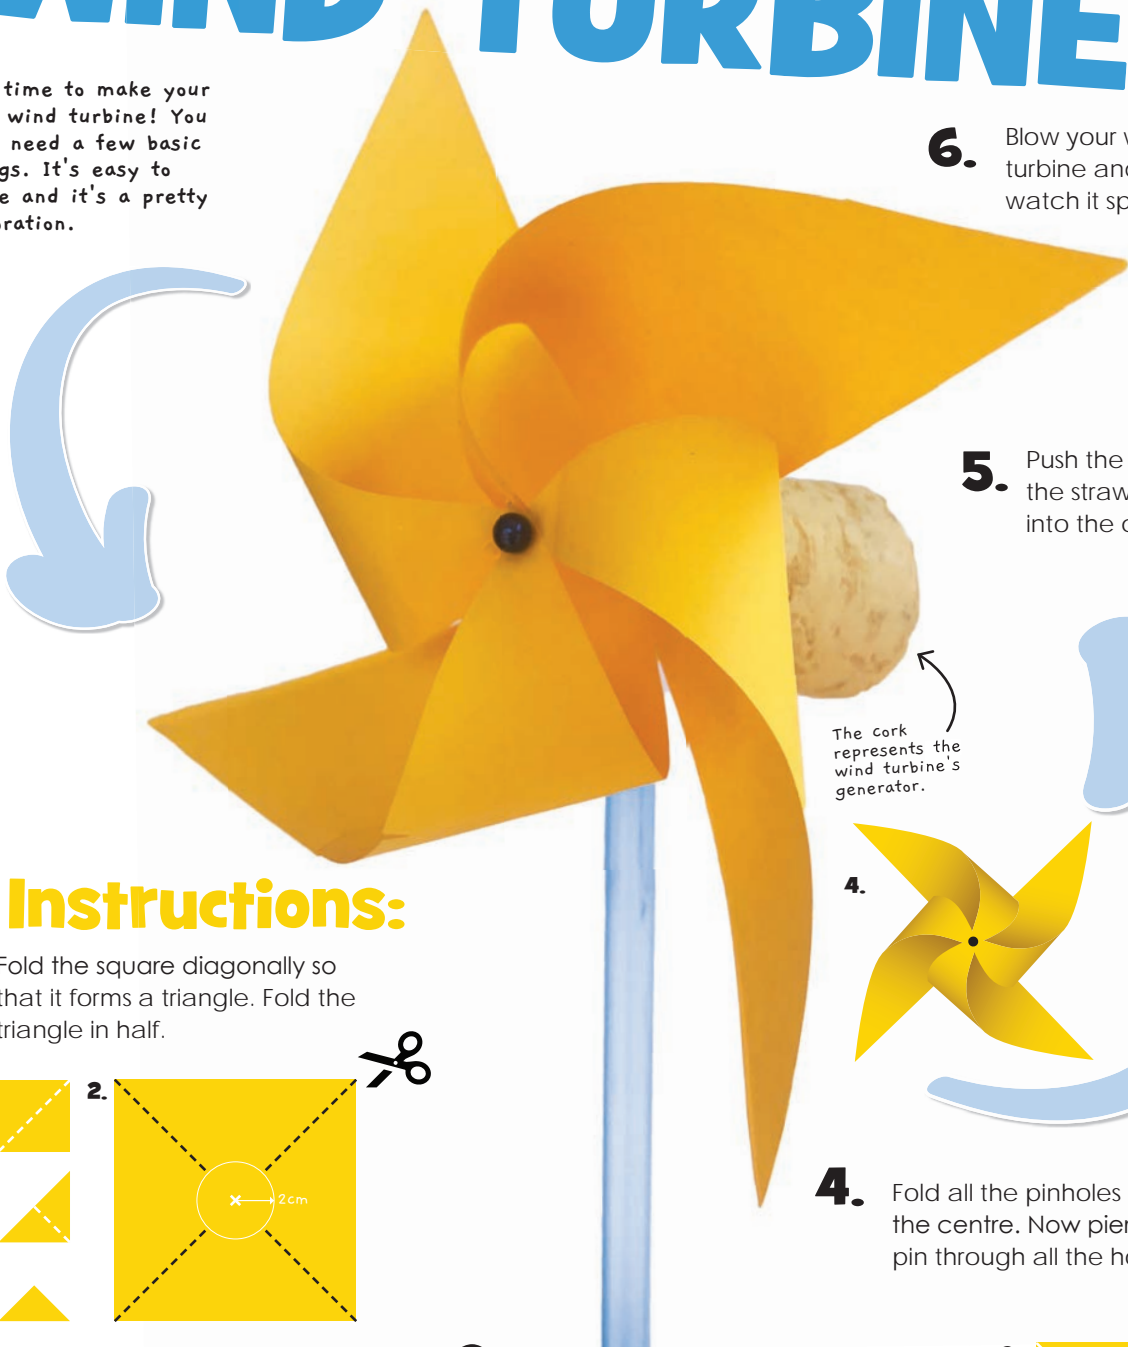 WIND TURBINE
time to make your
wind turbine! You
need a few basic
gs. It's easy to
e and it's a pretty
ration.
6. Blow your
turbine and
watch it sp
5. Push the
the straw
into the
The cork
represents the
wind turbine's
generator.
4.
Instructions:
Fold the square diagonally so
that it forms a triangle. Fold the
triangle in half.
2.
2cm
4. Fold all the pinholes
the centre. Now pier
pin through all the ho